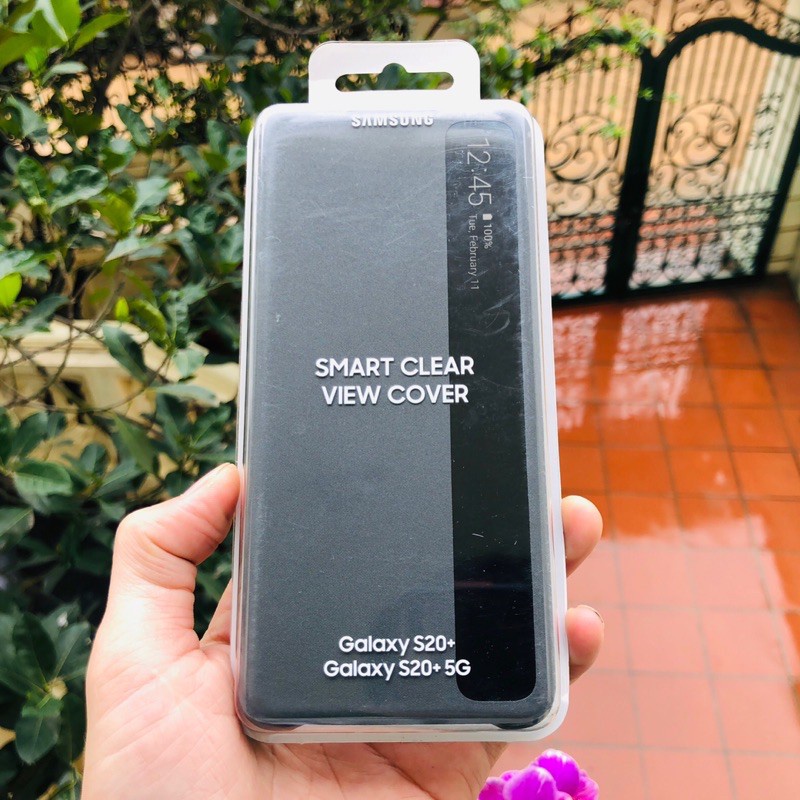 SAMSUNG
12:45
100%
Tue, February 11
SMART CLEAR
VIEW COVER
Galaxy S20+
Galaxy S20+ 5G